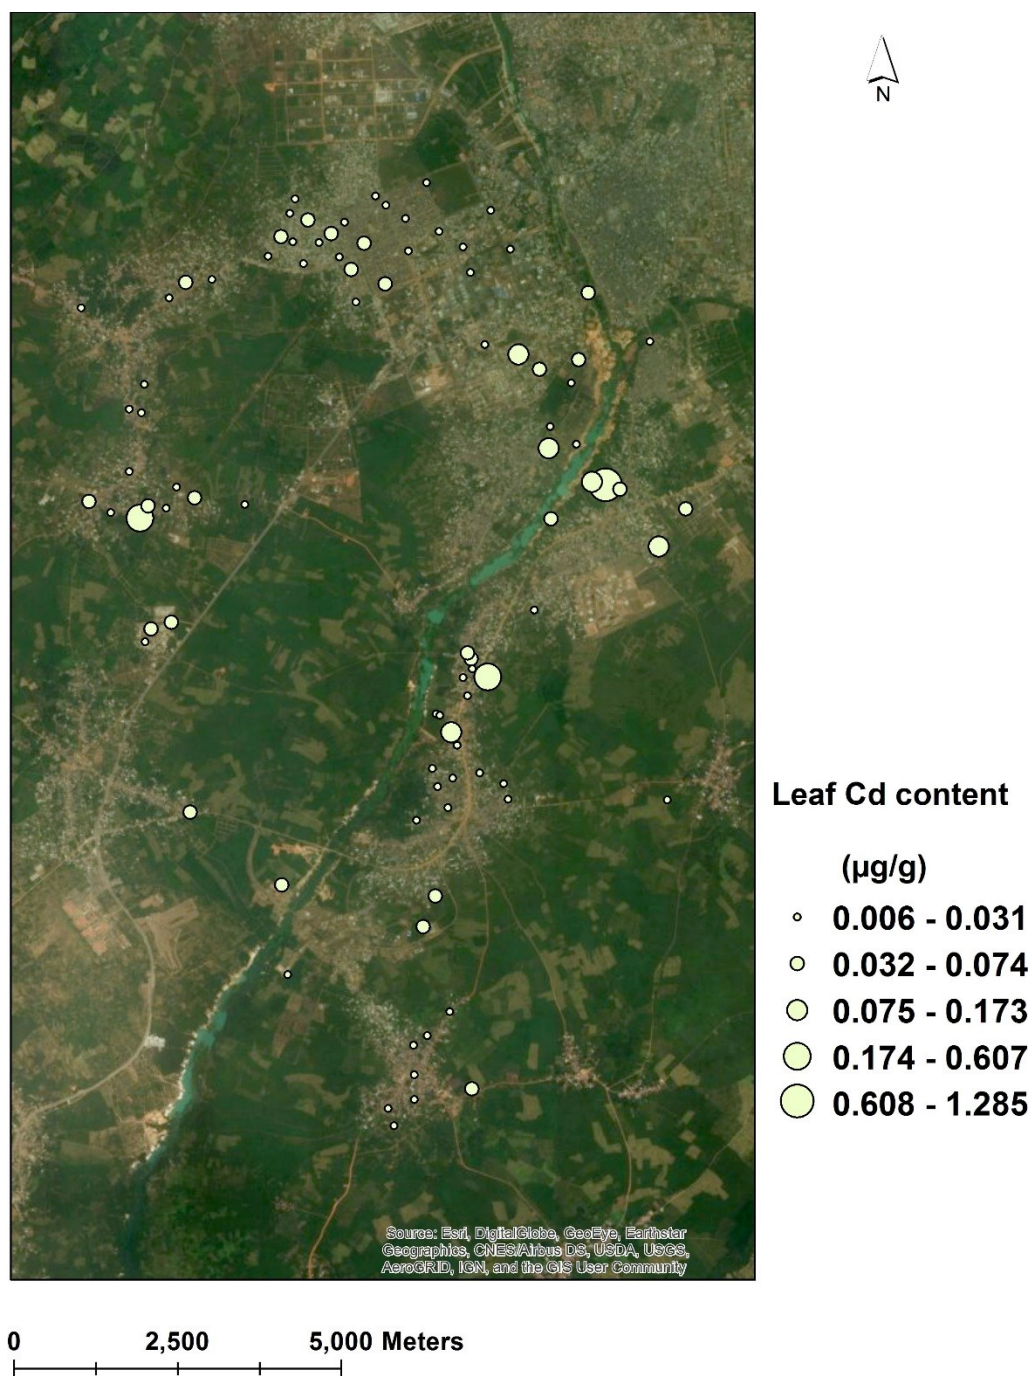 N
Leaf Cd content
(µg/g)
0.006 - 0.031
0.032 - 0.074
0.075 - 0.173
0.174 - 0.607
0.608 - 1.285
Source: Esri, DigitalGlobe, GeoEye, Earthstar
Geographics, CNES/Airbus DS, USDA, USGS,
AeroGRID, IGN, and the GIS User Community
0 2,500 5,000 Meters